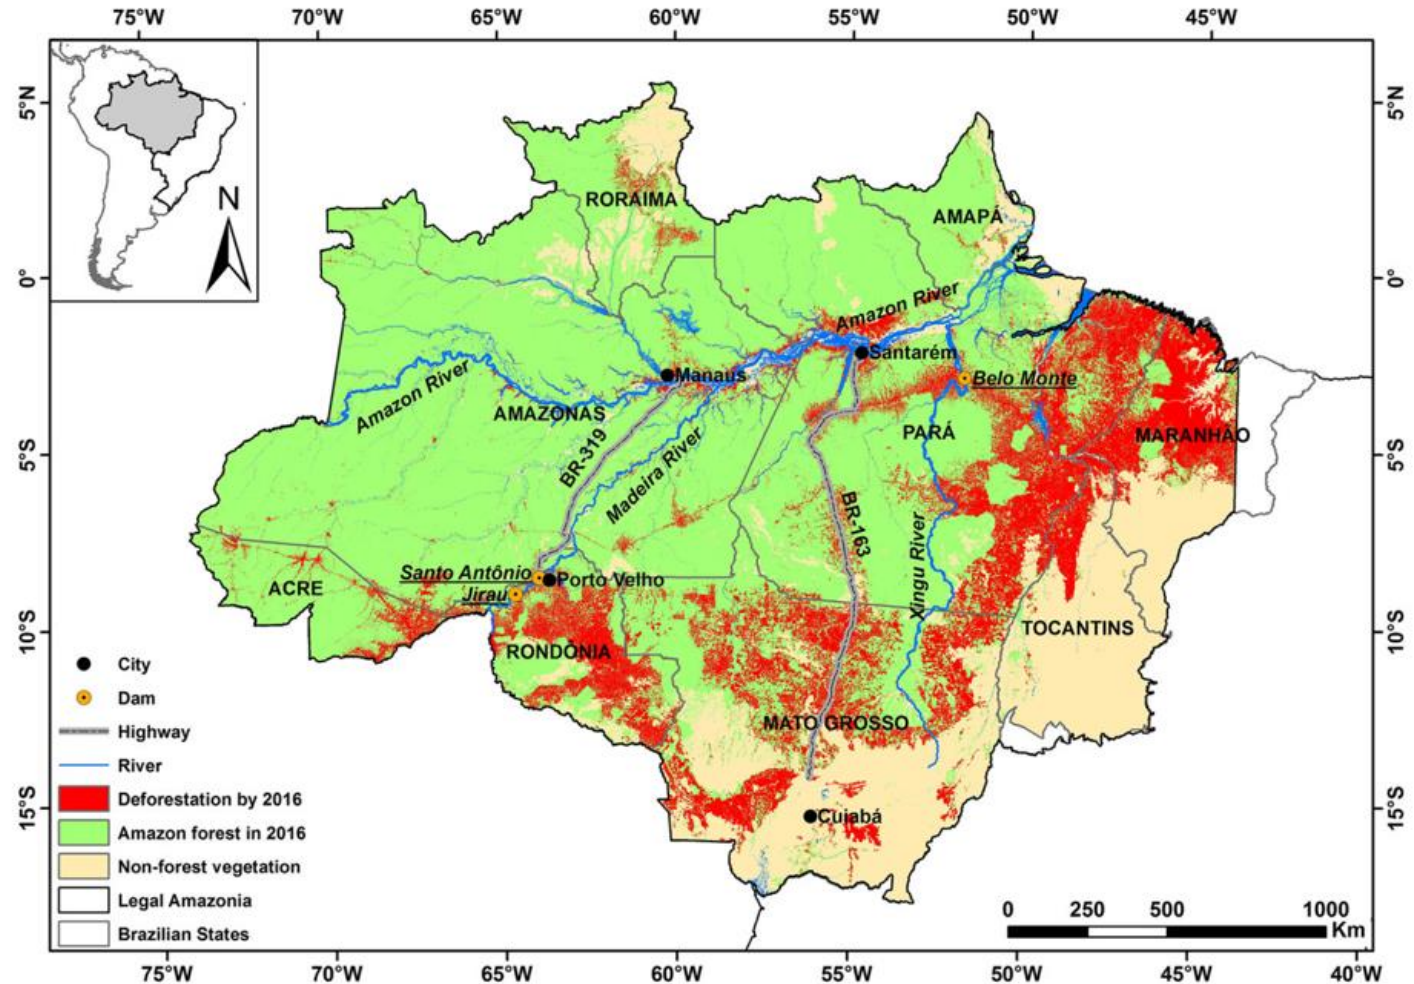 75°W 70°W 65°W 60°W 55°W 50°W 45°W
5°N
5°N
N
RORAIMA
AMAPÁ
0°
0°
Amazon River
Santarém
Manaus
Belo Monte
Amazon River
AMAZONAS
PARÁ
MARANHÃO
5°S
5°S
BR-319
Madeira River
BR-163
Xingu River
Santo Antônio
Porto Velho
Jirau
ACRE
TOCANTINS
10°S
10°S
RONDÔNIA
City
Dam
MATO GROSSO
Highway
River
Deforestation by 2016
15°S
15°S
Cuiabá
Amazon forest in 2016
Non-forest vegetation
Legal Amazonia
0 250 500 1000
Km
Brazilian States
75°W 70°W 65°W 60°W 55°W 50°W 45°W 40°W